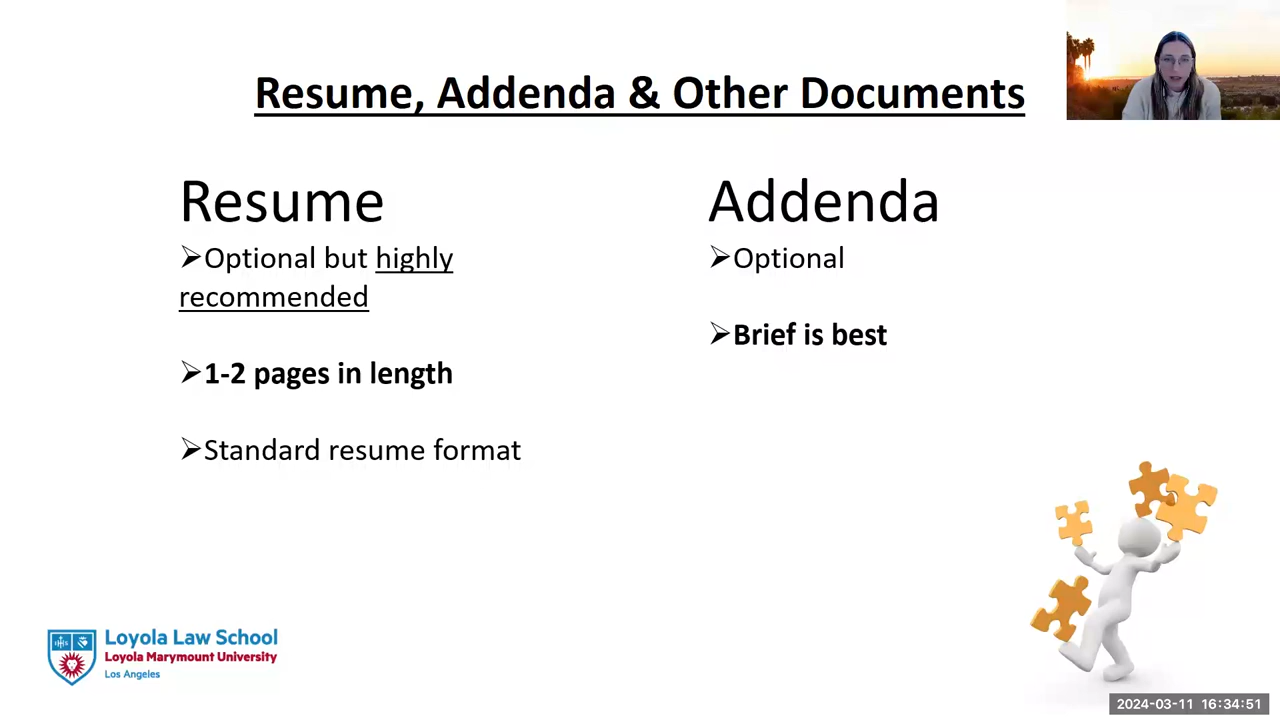 Resume, Addenda & Other Documents
Resume
➢Optional but highly
recommended
➢1-2 pages in length
➢Standard resume format
Addenda
➢Optional
➢Brief is best
Loyola Law School
Loyola Marymount University
Los Angeles
2024-03-11 16:34:51